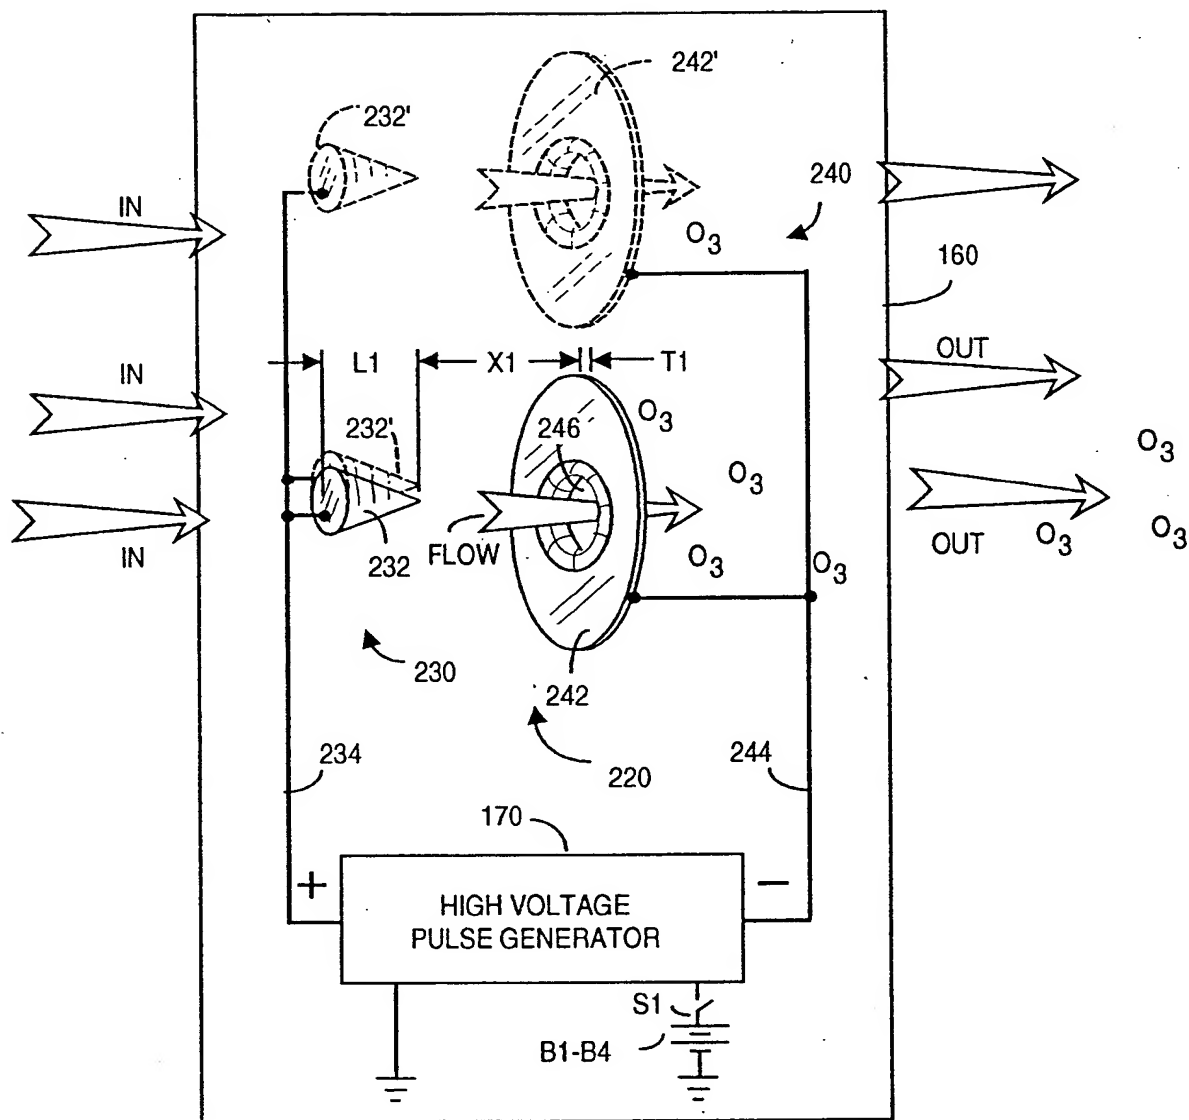 242'
232'
IN
240
O3
160
L1
X1
T1
IN
OUT
232'
246
O3
O3
O3
IN
232
FLOW
O3
O3
OUT
O3
O3
230
242
234
220
244
170
+
−
HIGH VOLTAGE
PULSE GENERATOR
S1
B1-B4